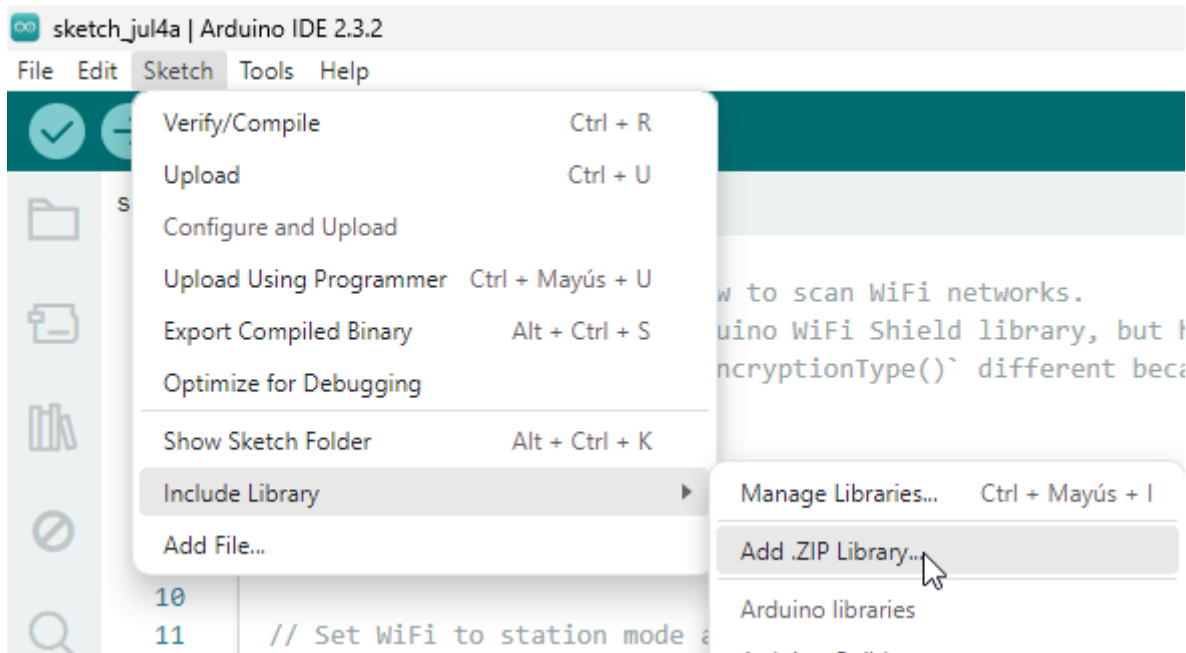 sketch_jul4a | Arduino IDE 2.3.2
File Edit Sketch Tools Help
Verify/Compile Ctrl + R
Upload Ctrl + U
Configure and Upload
Upload Using Programmer Ctrl + Mayús + U
w to scan WiFi networks.
Export Compiled Binary Alt + Ctrl + S
uino WiFi Shield library, but
ncryptionType()` different
Optimize for Debugging
Show Sketch Folder Alt + Ctrl + K
Include Library
Manage Libraries... Ctrl + Mayús + I
Add File...
Add .ZIP Library...
10
Arduino libraries
11 // Set WiFi to station mode